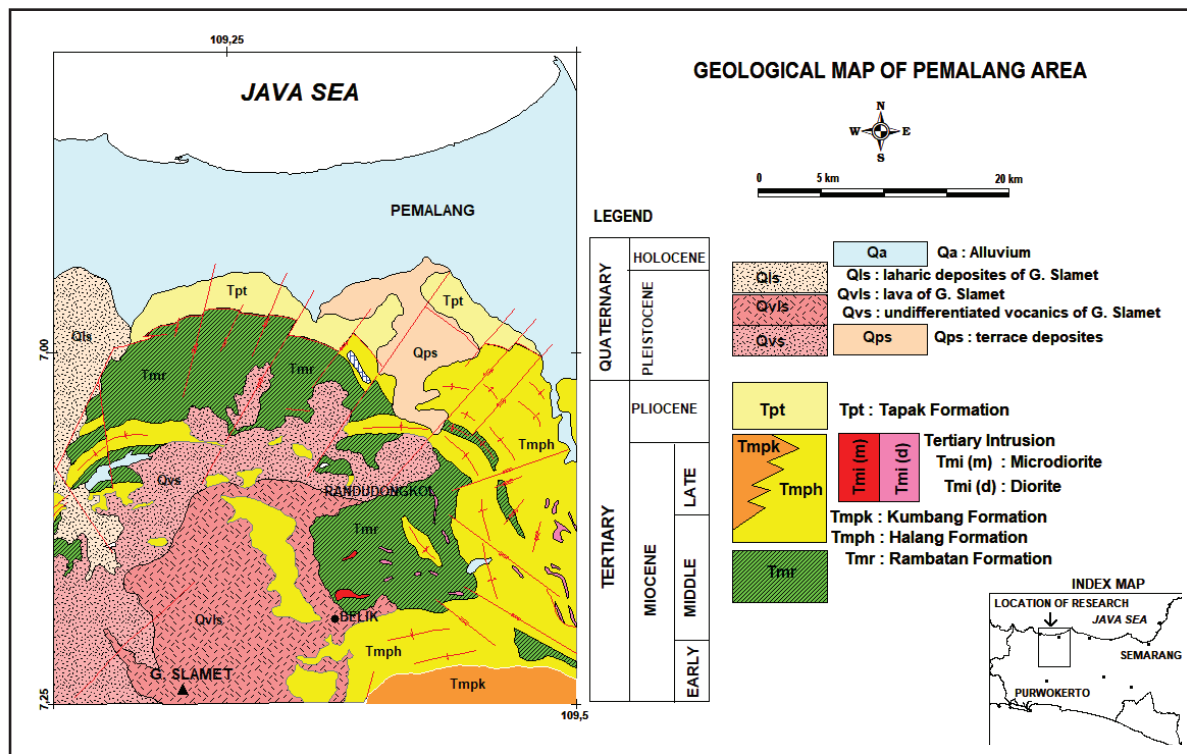 109,25
JAVA SEA
PEMALANG
Tpt
Tpt
Qls
7,00
Qps
Tmr
Tmr
Tmph
Qvs
RANDUDONGKOL
Tmr
Qvls
BELIK
Tmph
G. SLAMET
Tmpk
7,25
109,5
GEOLOGICAL MAP OF PEMALANG AREA
N
W
E
S
0
5 km
20 km
LEGEND
QUATERNARY
HOLOCENE
PLEISTOCENE
TERTIARY
PLIOCENE
MIOCENE
LATE
MIDDLE
EARLY
Qa
Qa : Alluvium
Qls
Qls : laharic deposites of G. Slamet
Qvls
Qvls : lava of G. Slamet
Qvs : undifferentiated vocanics of G. Slamet
Qvs
Qps
Qps : terrace deposites
Tpt
Tpt : Tapak Formation
Tmpk
Tmph
Tmi (m)
Tmi (d)
Tertiary Intrusion
Tmi (m) : Microdiorite
Tmi (d) : Diorite
Tmpk : Kumbang Formation
Tmph : Halang Formation
Tmr
Tmr : Rambatan Formation
INDEX MAP
LOCATION OF RESEARCH
JAVA SEA
SEMARANG
PURWOKERTO